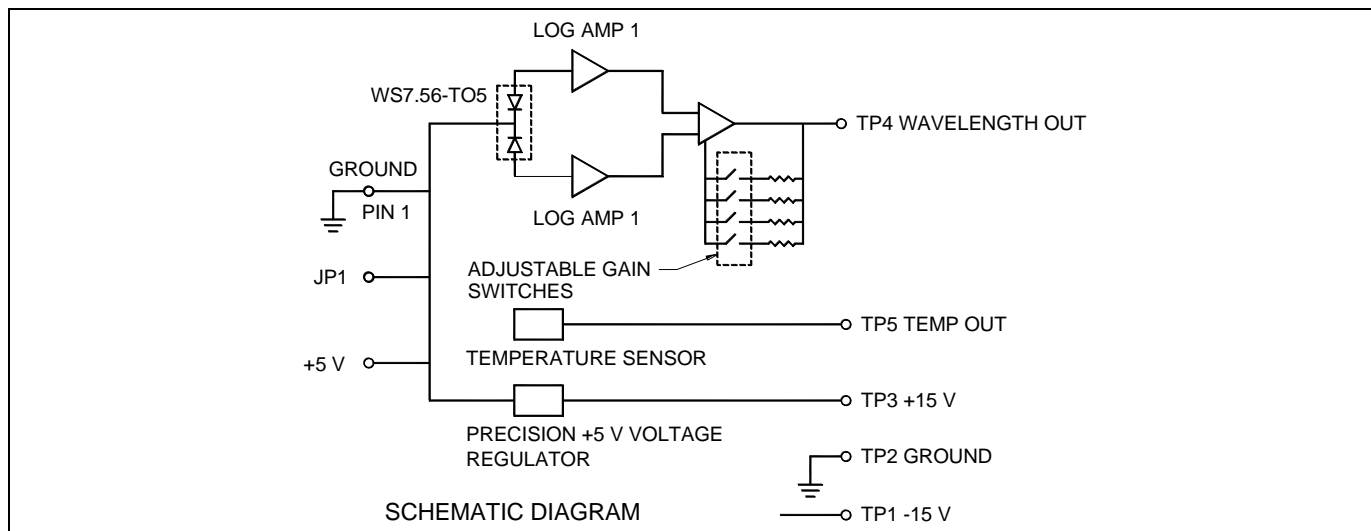 LOG AMP 1
WS7.56-TO5
TP4 WAVELENGTH OUT
GROUND
PIN 1
LOG AMP 1
JP1
ADJUSTABLE GAIN
SWITCHES
TP5 TEMP OUT
+5 V
TEMPERATURE SENSOR
TP3 +15 V
PRECISION +5 V VOLTAGE
REGULATOR
TP2 GROUND
SCHEMATIC DIAGRAM
TP1 -15 V